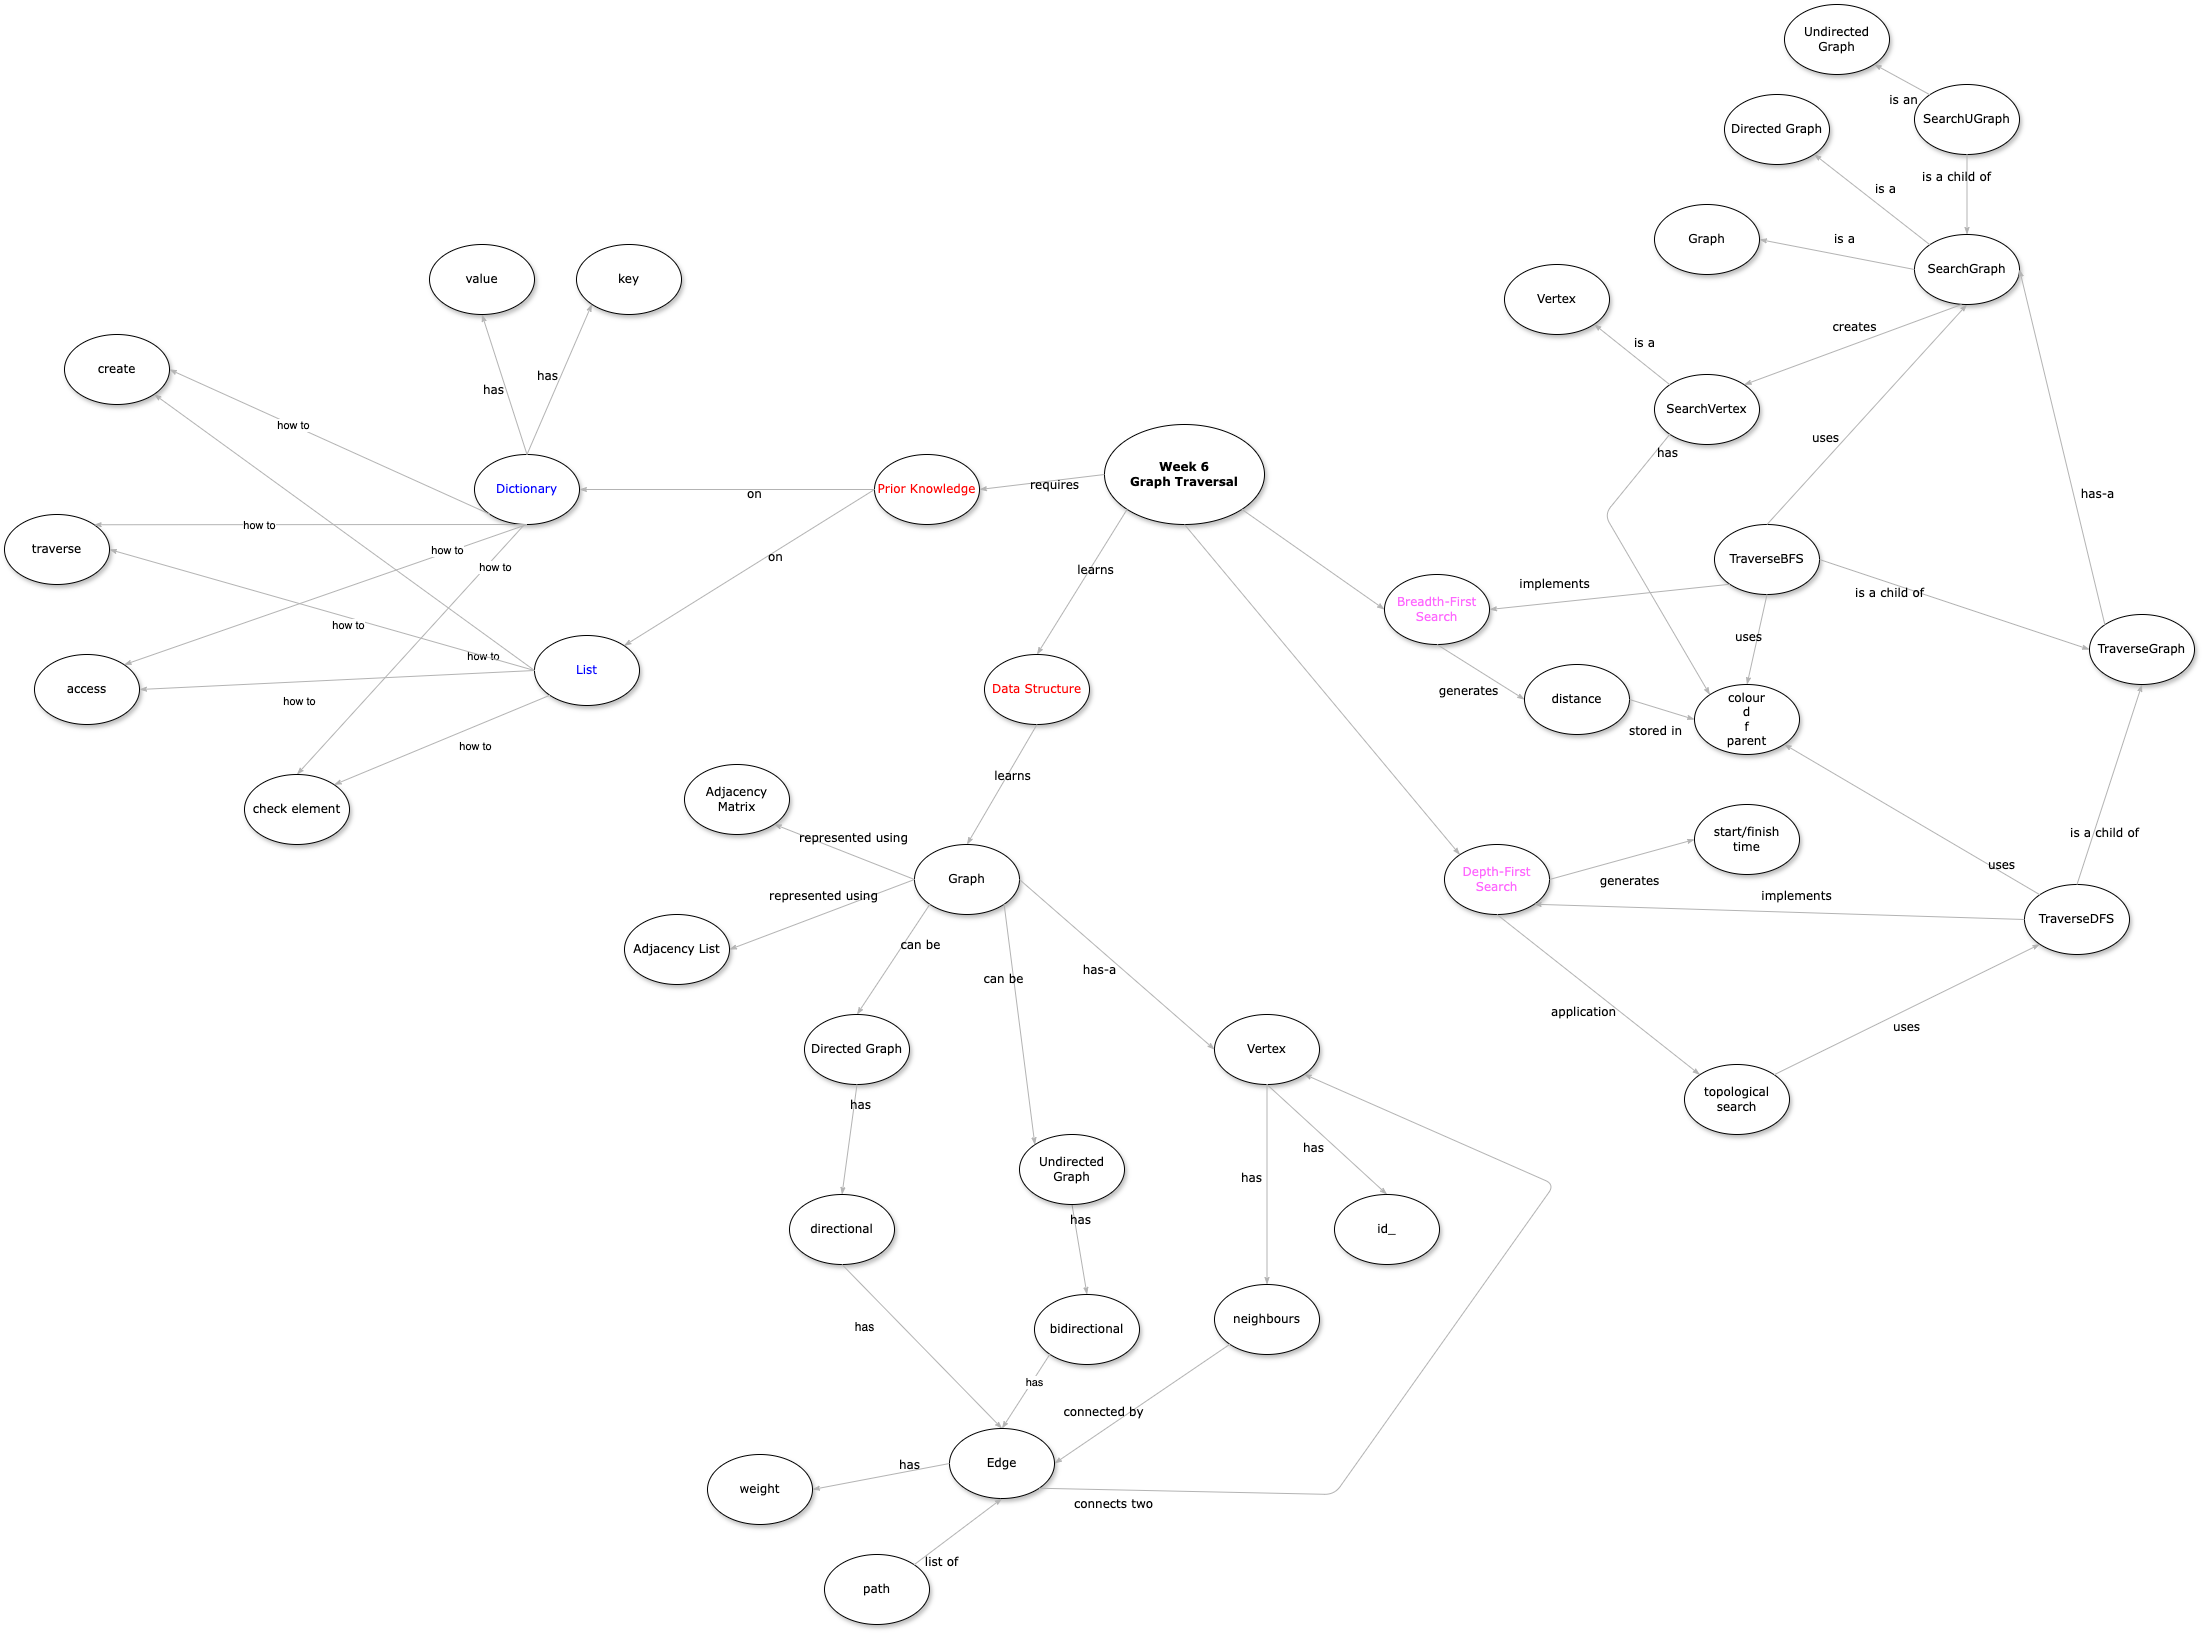 Undirected
Graph
is an
SearchUGraph
Directed Graph
is a child of
is a
Graph
is a
SearchGraph
value
key
Vertex
creates
is a
create
has
has
SearchVertex
how to
uses
has
Week 6
Graph Traversal
Dictionary
on
Prior Knowledge
requires
has-a
traverse
how to
how to
how to
on
learns
TraverseBFS
implements
is a child of
Breadth-First
Search
how to
uses
TraverseGraph
how to
List
access
how to
Data Structure
generates
distance
stored in
colour
d
f
parent
how to
check element
learns
Adjacency
Matrix
represented using
start/finish
time
is a child of
Graph
Depth-First
Search
generates
uses
represented using
implements
TraverseDFS
Adjacency List
can be
can be
has-a
application
uses
Directed Graph
Vertex
topological
search
has
has
has
Undirected
Graph
has
directional
id_
has
neighbours
bidirectional
has
connected by
Edge
has
weight
connects two
list of
path